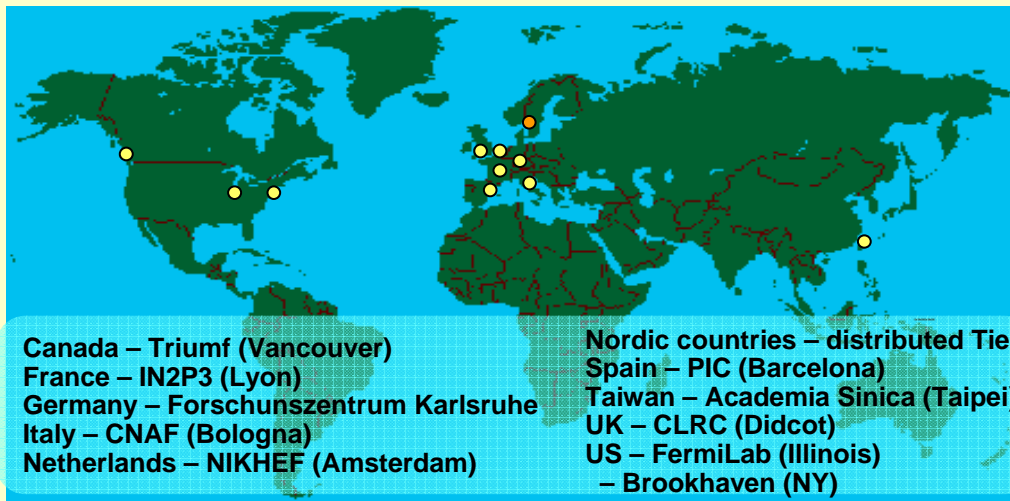 Canada – Triumf (Vancouver)
France – IN2P3 (Lyon)
Germany – Forschunszentrum Karlsruhe
Italy – CNAF (Bologna)
Netherlands – NIKHEF (Amsterdam)
Nordic countries – distributed Tie
Spain – PIC (Barcelona)
Taiwan – Academia Sinica (Taipei)
UK – CLRC (Didcot)
US – FermiLab (Illinois)
– Brookhaven (NY)